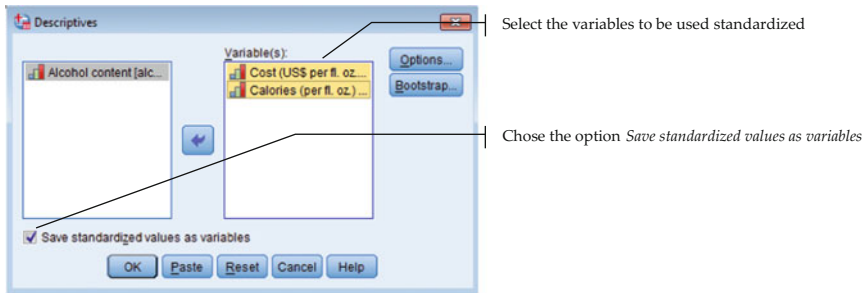 Descriptives
Select the variables to be used standardized
Variable(s):
Alcohol content [alc...
Cost (US$ per fl. oz....
Calories (per fl. oz.) ...
Options...
Bootstrap...
Chose the option Save standardized values as variables
Save standardized values as variables
OK Paste Reset Cancel Help